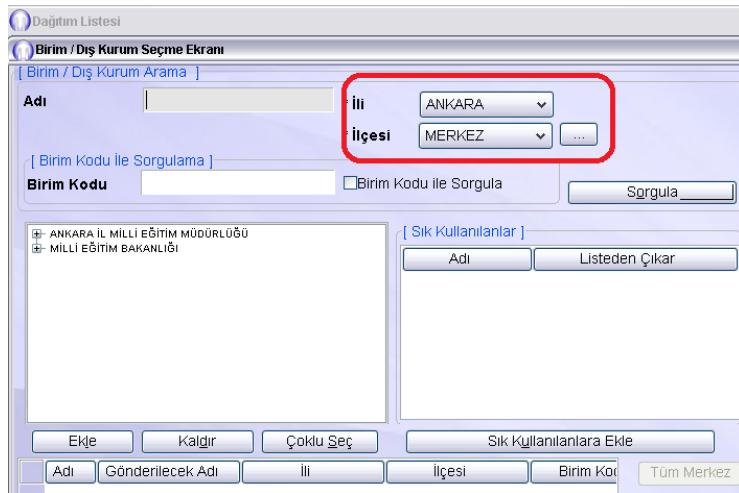 Dağıtım Listesi
Birim / Dış Kurum Seçme Ekranı
[ Birim / Dış Kurum Arama ]
Adı
* İli ANKARA
* İlçesi MERKEZ ...
[ Birim Kodu İle Sorgulama ]
Birim Kodu Birim Kodu ile Sorgula
Sorgula
ANKARA İL MİLLİ EĞİTİM MÜDÜRLÜĞÜ
MİLLİ EĞİTİM BAKANLIĞI
[ Sık Kullanılanlar ]
Adı Listeden Çıkar
Ekle Kaldır Çoklu Seç Sık Kullanılanlara Ekle
Adı Gönderilecek Adı İli İlçesi Birim Kod Tüm Merkez